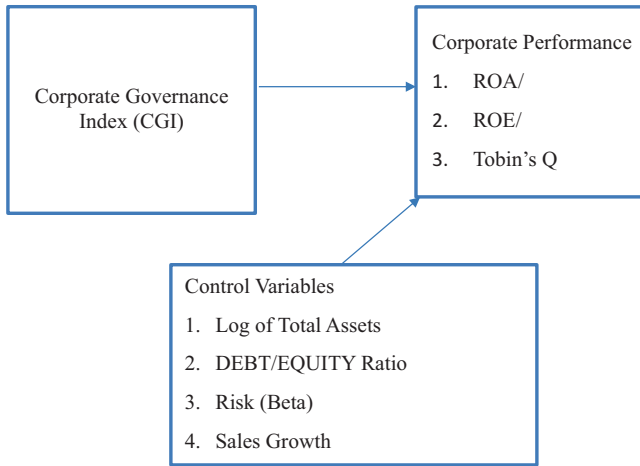 Corporate Governance
Index (CGI)
Corporate Performance
1. ROA/
2. ROE/
3. Tobin’s Q
Control Variables
1. Log of Total Assets
2. DEBT/EQUITY Ratio
3. Risk (Beta)
4. Sales Growth